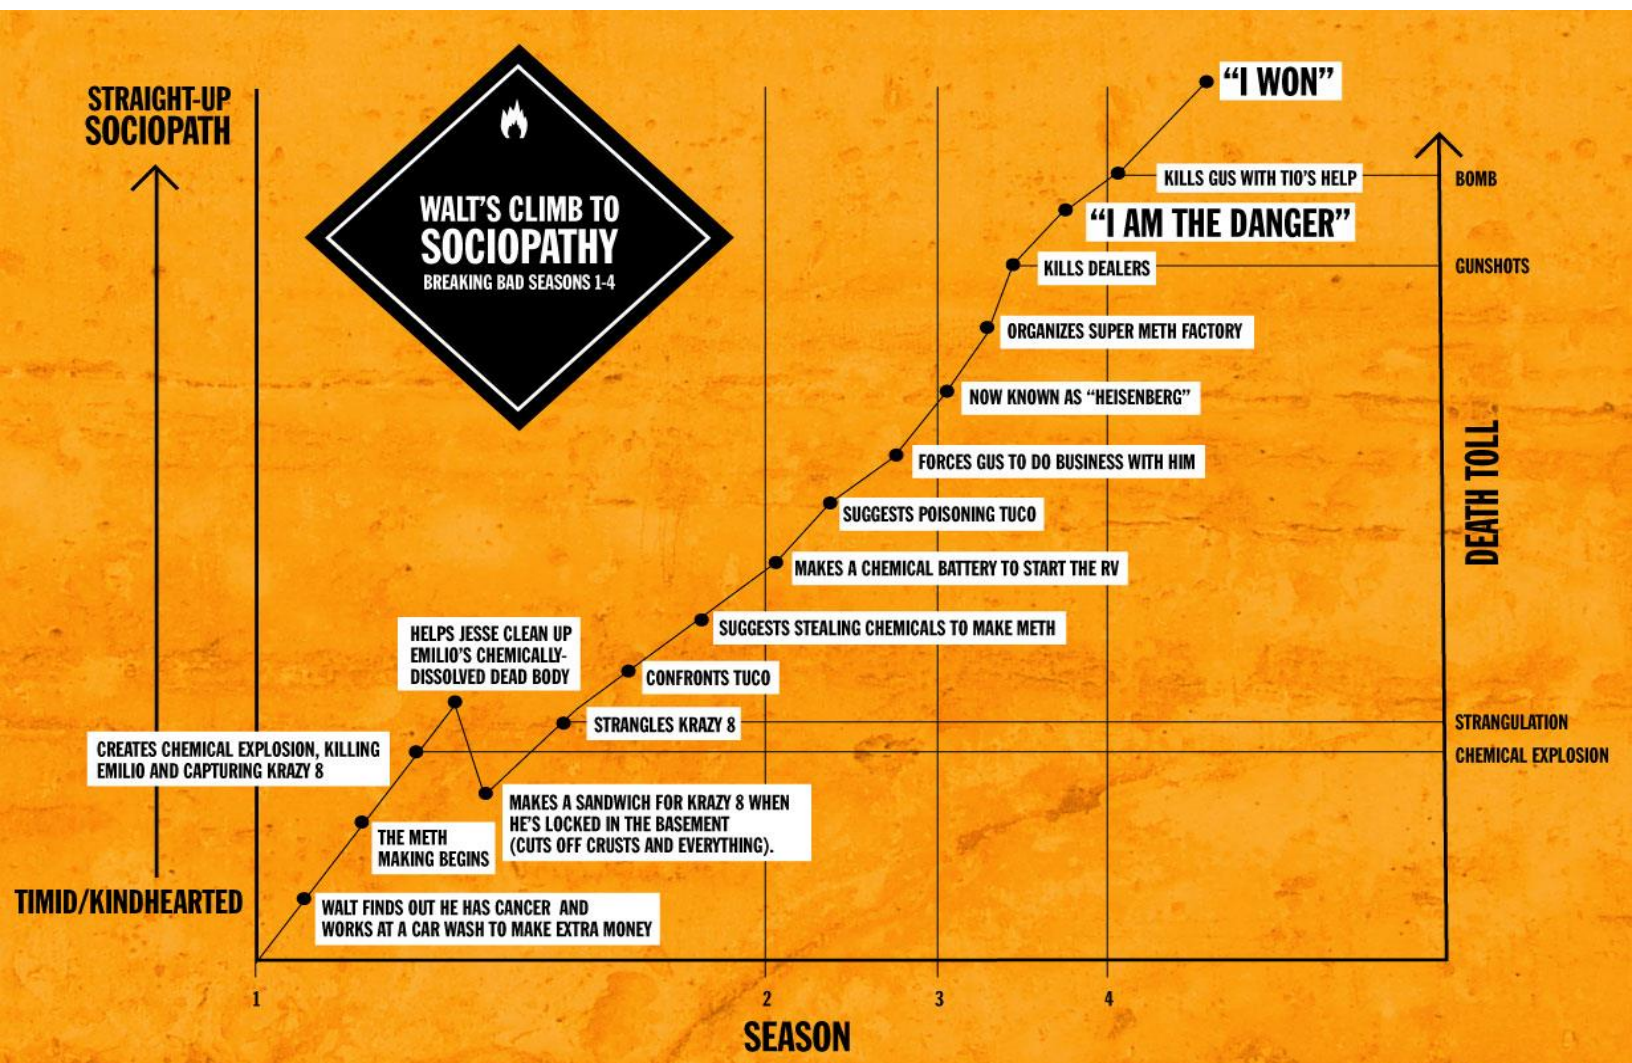 STRAIGHT-UP
SOCIOPATH
TIMID/KINDHEARTED
WALT'S CLIMB TO
SOCIOPATHY
BREAKING BAD SEASONS 1-4
"I WON"
KILLS GUS WITH TIO'S HELP
BOMB
"I AM THE DANGER"
KILLS DEALERS
GUNSHOTS
ORGANIZES SUPER METH FACTORY
NOW KNOWN AS "HEISENBERG"
FORCES GUS TO DO BUSINESS WITH HIM
DEATH TOLL
SUGGESTS POISONING TUCO
MAKES A CHEMICAL BATTERY TO START THE RV
SUGGESTS STEALING CHEMICALS TO MAKE METH
HELPS JESSE CLEAN UP
EMILIO'S CHEMICALLY-
DISSOLVED DEAD BODY
CONFRONTS TUCO
STRANGLES KRAZY 8
STRANGULATION
CREATES CHEMICAL EXPLOSION, KILLING
EMILIO AND CAPTURING KRAZY 8
CHEMICAL EXPLOSION
MAKES A SANDWICH FOR KRAZY 8 WHEN
HE'S LOCKED IN THE BASEMENT
(CUTS OFF CRUSTS AND EVERYTHING).
THE METH
MAKING BEGINS
WALT FINDS OUT HE HAS CANCER AND
WORKS AT A CAR WASH TO MAKE EXTRA MONEY
1 2 3 4
SEASON